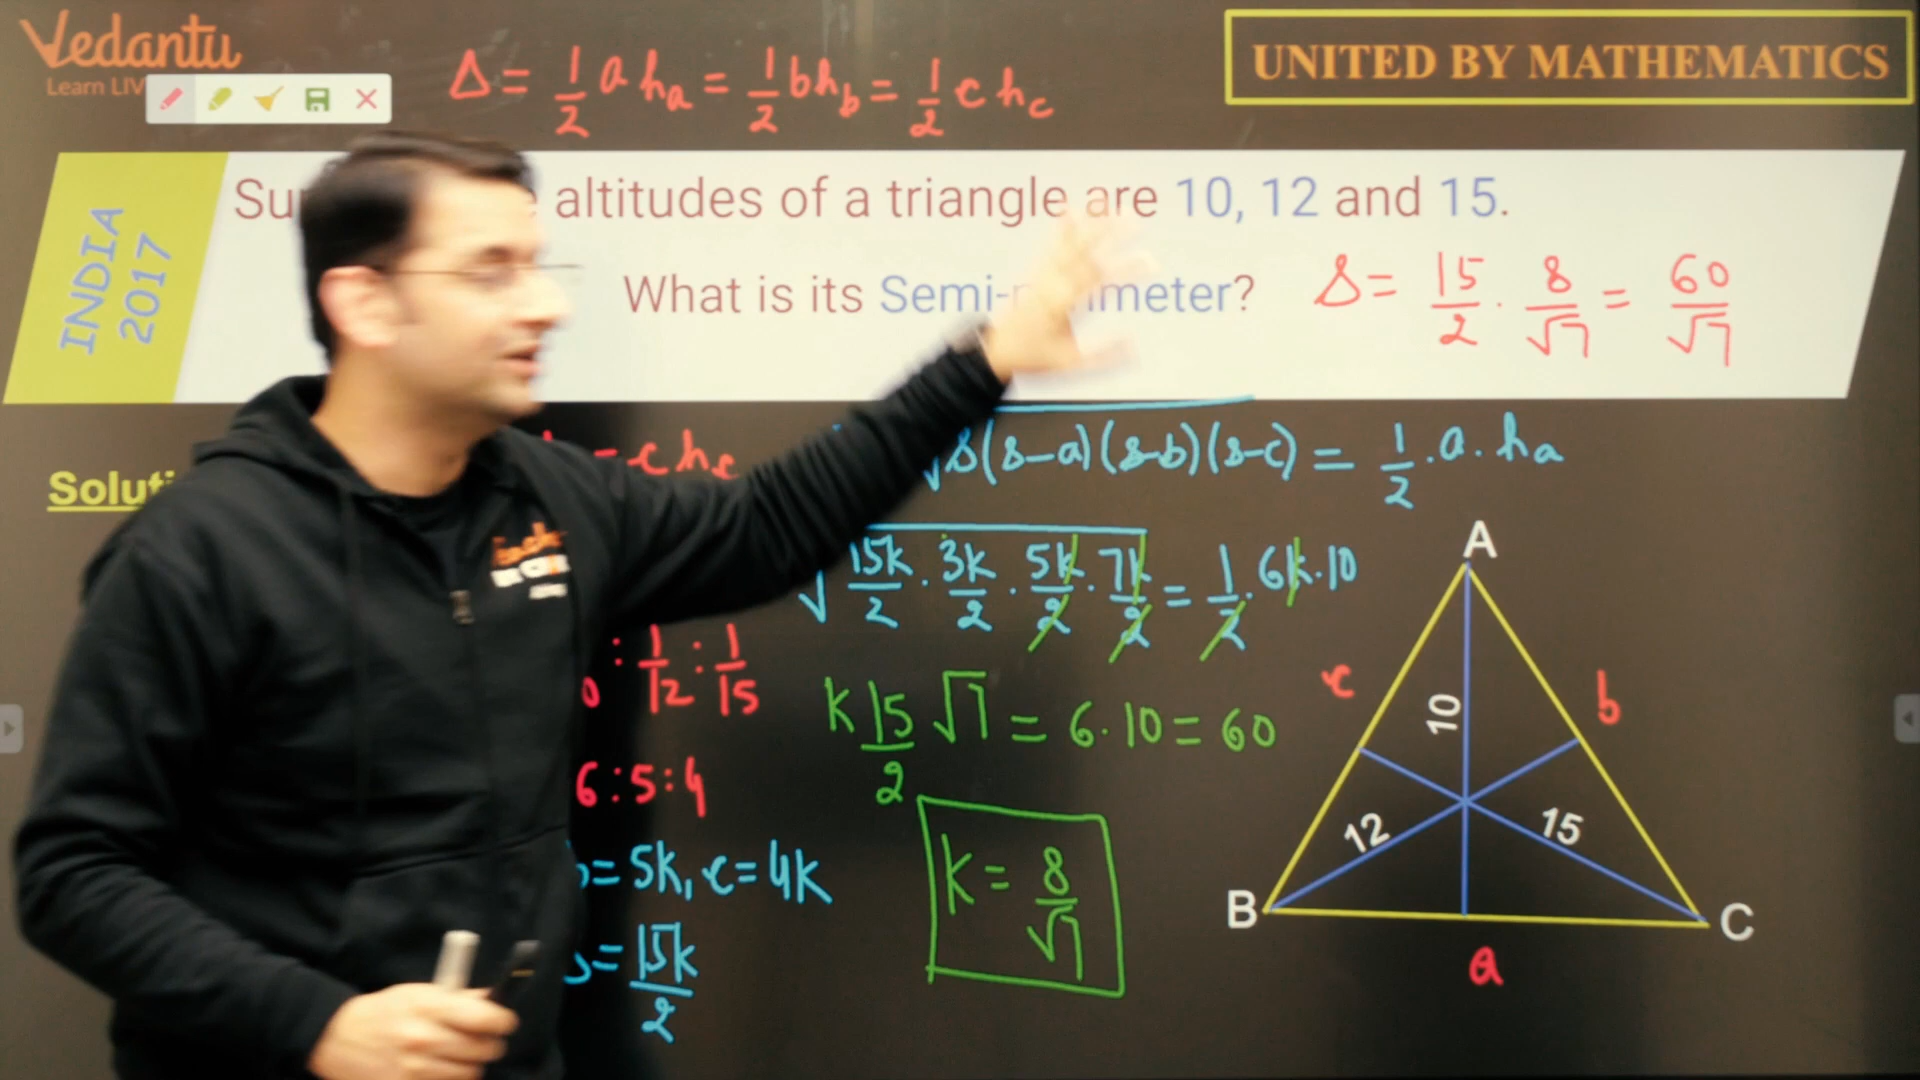 Vedantu
Learn LIV
UNITED BY MATHEMATICS
Δ = 1/2 a hₐ = 1/2 b h_b = 1/2 c h_c
INDIA 2017
altitudes of a triangle are 10, 12 and 15.
What is its Semi-
meter?
s = 15/2 · 8/√7 = 60/√7
Soluti
= c h_c
√s(s-a)(s-b)(s-c) = 1/2 · a · hₐ
√15k/2 · 3k/2 · 5k/2 · 7k/2 = 1/2 · 6k · 10
: 1/12 : 1/15
k 15/2 √7 = 6 · 10 = 60
6 : 5 : 4
b = 5k, c = 4k
s = 15k/2
k = 8/√7
A
c
b
10
12
15
B
C
a